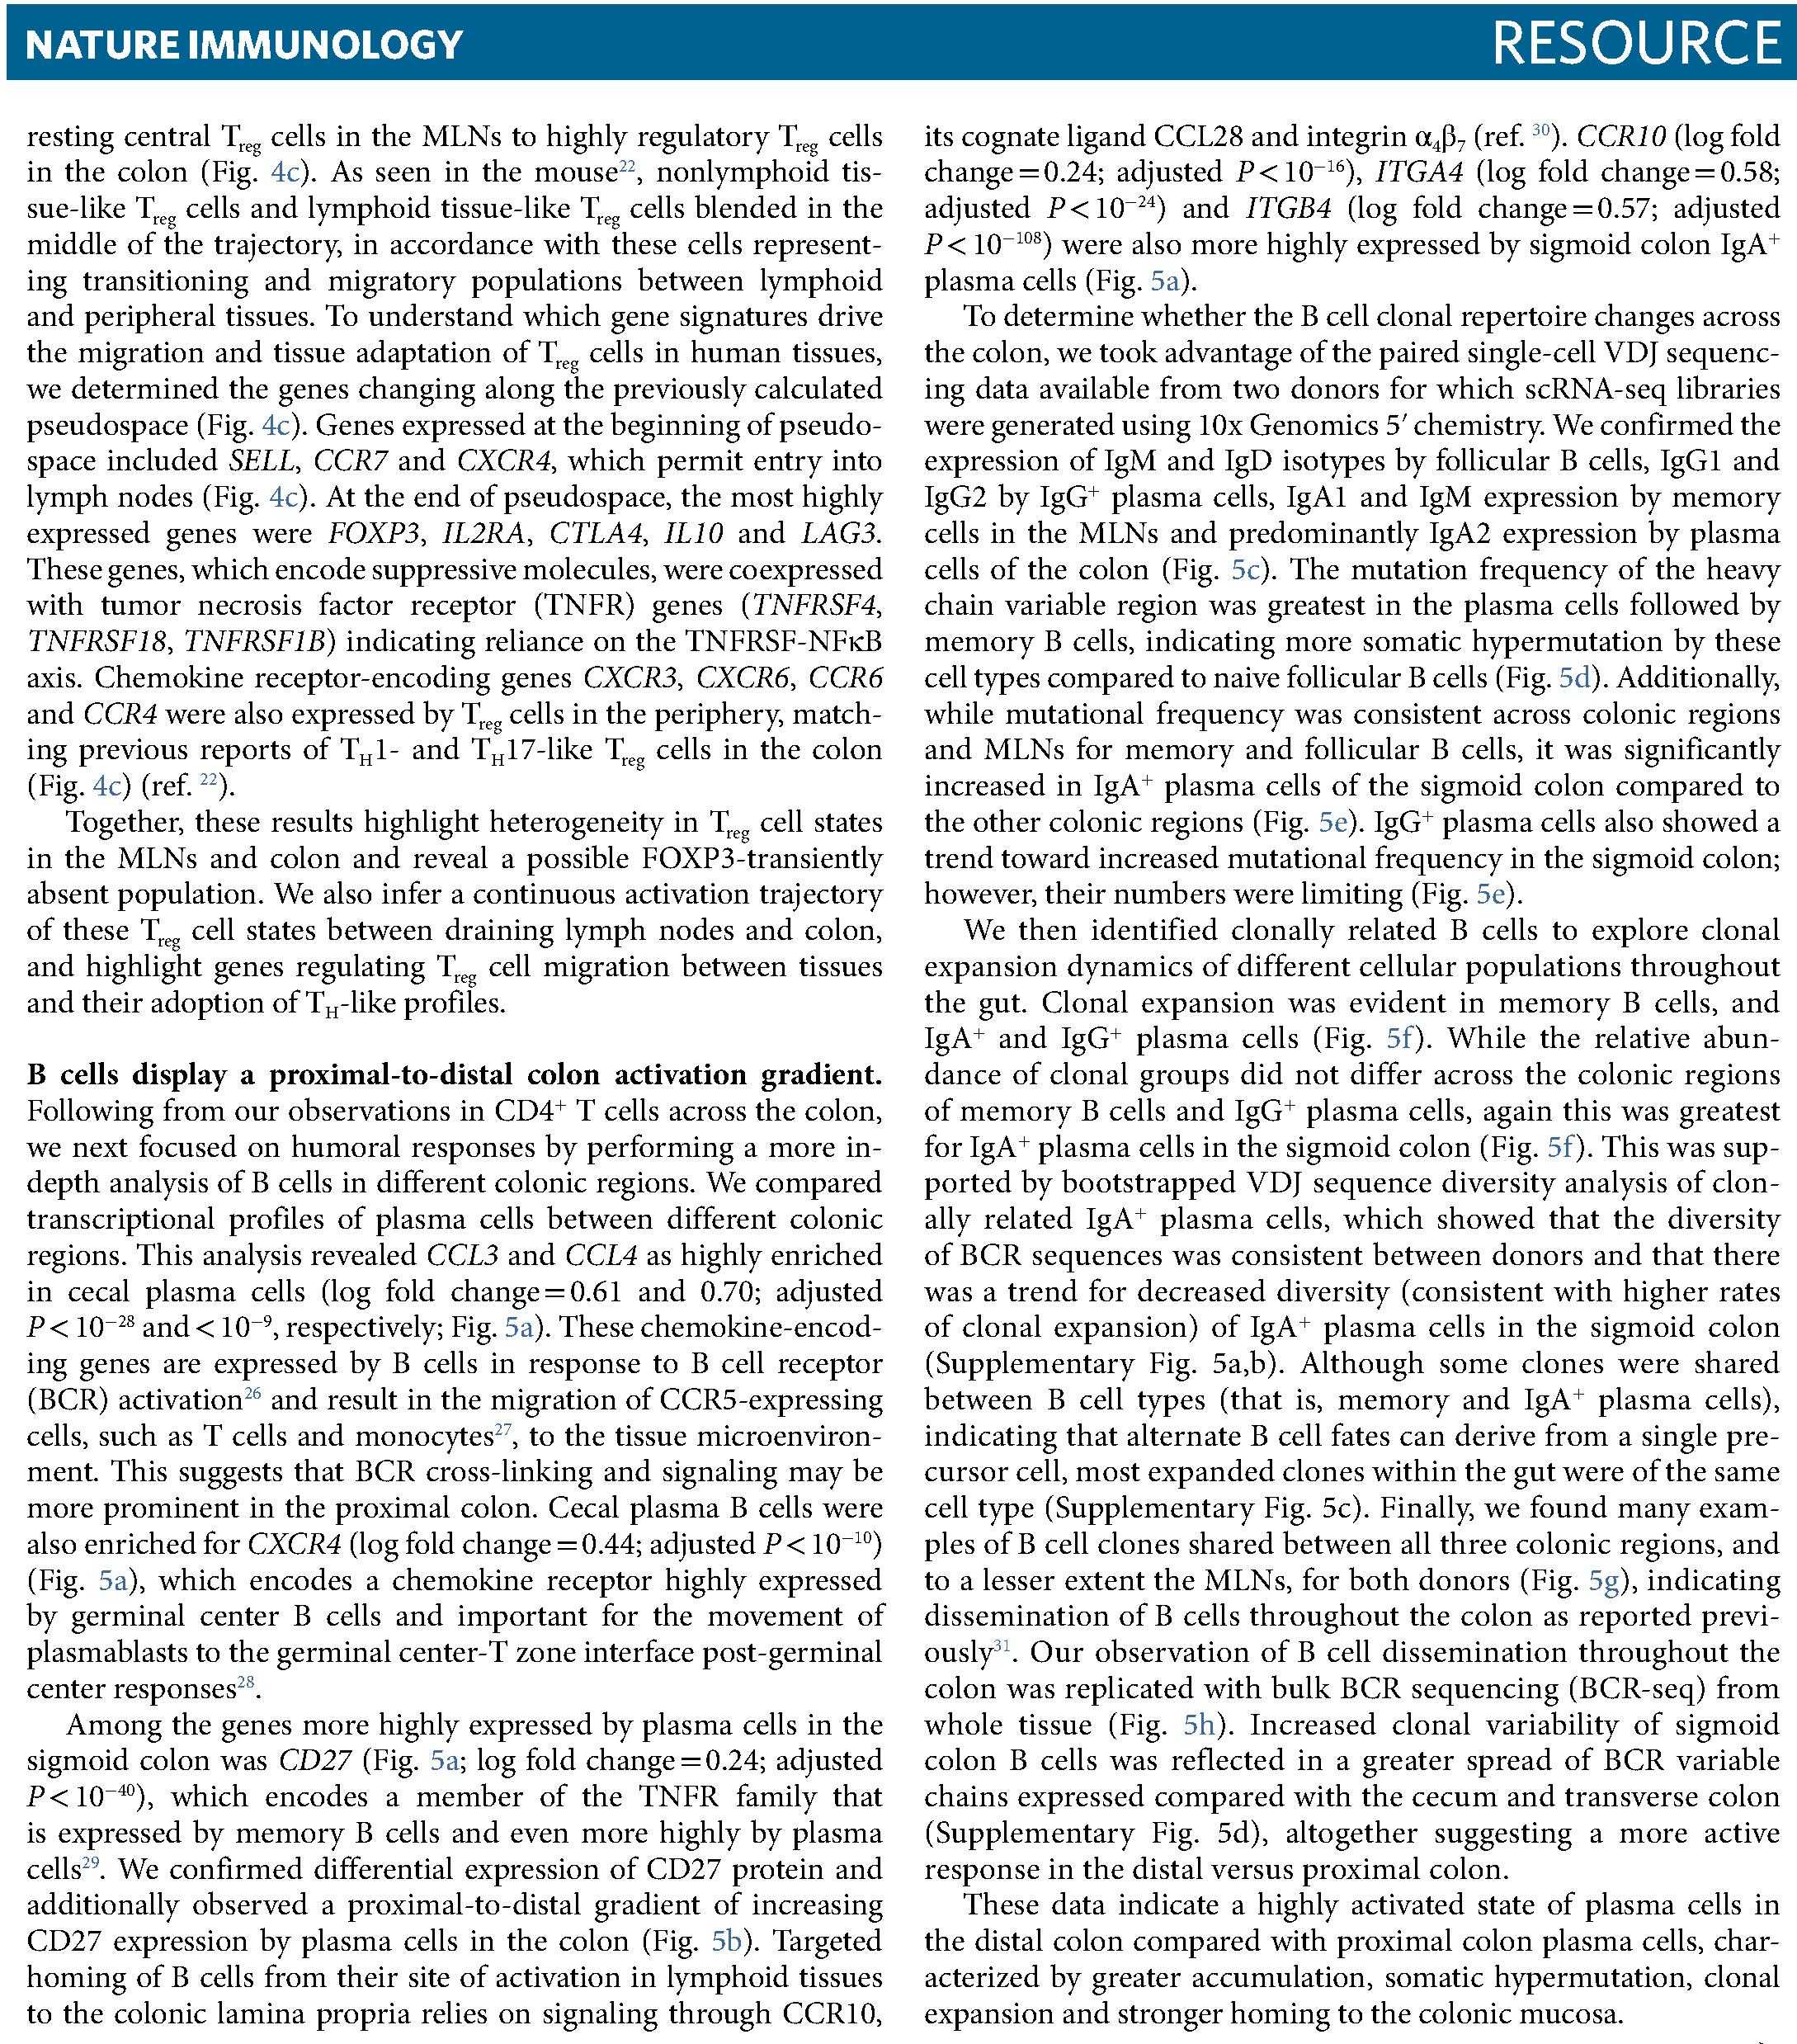 NATURE IMMUNOLOGY
RESOURCE
resting central Treg cells in the MLNs to highly regulatory Treg cells
in the colon (Fig. 4c). As seen in the mouse22, nonlymphoid tis-
sue-like Treg cells and lymphoid tissue-like Treg cells blended in the
middle of the trajectory, in accordance with these cells represent-
ing transitioning and migratory populations between lymphoid
and peripheral tissues. To understand which gene signatures drive
the migration and tissue adaptation of Treg cells in human tissues,
we determined the genes changing along the previously calculated
pseudospace (Fig. 4c). Genes expressed at the beginning of pseudo-
space included SELL, CCR7 and CXCR4, which permit entry into
lymph nodes (Fig. 4c). At the end of pseudospace, the most highly
expressed genes were FOXP3, IL2RA, CTLA4, IL10 and LAG3.
These genes, which encode suppressive molecules, were coexpressed
with tumor necrosis factor receptor (TNFR) genes (TNFRSF4,
TNFRSF18, TNFRSF1B) indicating reliance on the TNFRSF-NFκB
axis. Chemokine receptor-encoding genes CXCR3, CXCR6, CCR6
and CCR4 were also expressed by Treg cells in the periphery, match-
ing previous reports of TH1- and TH17-like Treg cells in the colon
(Fig. 4c) (ref. 22).
Together, these results highlight heterogeneity in Treg cell states
in the MLNs and colon and reveal a possible FOXP3-transiently
absent population. We also infer a continuous activation trajectory
of these Treg cell states between draining lymph nodes and colon,
and highlight genes regulating Treg cell migration between tissues
and their adoption of TH-like profiles.
B cells display a proximal-to-distal colon activation gradient.
Following from our observations in CD4+ T cells across the colon,
we next focused on humoral responses by performing a more in-
depth analysis of B cells in different colonic regions. We compared
transcriptional profiles of plasma cells between different colonic
regions. This analysis revealed CCL3 and CCL4 as highly enriched
in cecal plasma cells (log fold change = 0.61 and 0.70; adjusted
P < 10−28 and < 10−9, respectively; Fig. 5a). These chemokine-encod-
ing genes are expressed by B cells in response to B cell receptor
(BCR) activation26 and result in the migration of CCR5-expressing
cells, such as T cells and monocytes27, to the tissue microenviron-
ment. This suggests that BCR cross-linking and signaling may be
more prominent in the proximal colon. Cecal plasma B cells were
also enriched for CXCR4 (log fold change = 0.44; adjusted P < 10−10)
(Fig. 5a), which encodes a chemokine receptor highly expressed
by germinal center B cells and important for the movement of
plasmablasts to the germinal center-T zone interface post-germinal
center responses28.
Among the genes more highly expressed by plasma cells in the
sigmoid colon was CD27 (Fig. 5a; log fold change = 0.24; adjusted
P < 10−40), which encodes a member of the TNFR family that
is expressed by memory B cells and even more highly by plasma
cells29. We confirmed differential expression of CD27 protein and
additionally observed a proximal-to-distal gradient of increasing
CD27 expression by plasma cells in the colon (Fig. 5b). Targeted
homing of B cells from their site of activation in lymphoid tissues
to the colonic lamina propria relies on signaling through CCR10,
its cognate ligand CCL28 and integrin α4β7 (ref. 30). CCR10 (log fold
change = 0.24; adjusted P < 10−16), ITGA4 (log fold change = 0.58;
adjusted P < 10−24) and ITGB4 (log fold change = 0.57; adjusted
P < 10−108) were also more highly expressed by sigmoid colon IgA+
plasma cells (Fig. 5a).
To determine whether the B cell clonal repertoire changes across
the colon, we took advantage of the paired single-cell VDJ sequenc-
ing data available from two donors for which scRNA-seq libraries
were generated using 10x Genomics 5′ chemistry. We confirmed the
expression of IgM and IgD isotypes by follicular B cells, IgG1 and
IgG2 by IgG+ plasma cells, IgA1 and IgM expression by memory
cells in the MLNs and predominantly IgA2 expression by plasma
cells of the colon (Fig. 5c). The mutation frequency of the heavy
chain variable region was greatest in the plasma cells followed by
memory B cells, indicating more somatic hypermutation by these
cell types compared to naive follicular B cells (Fig. 5d). Additionally,
while mutational frequency was consistent across colonic regions
and MLNs for memory and follicular B cells, it was significantly
increased in IgA+ plasma cells of the sigmoid colon compared to
the other colonic regions (Fig. 5e). IgG+ plasma cells also showed a
trend toward increased mutational frequency in the sigmoid colon;
however, their numbers were limiting (Fig. 5e).
We then identified clonally related B cells to explore clonal
expansion dynamics of different cellular populations throughout
the gut. Clonal expansion was evident in memory B cells, and
IgA+ and IgG+ plasma cells (Fig. 5f). While the relative abun-
dance of clonal groups did not differ across the colonic regions
of memory B cells and IgG+ plasma cells, again this was greatest
for IgA+ plasma cells in the sigmoid colon (Fig. 5f). This was sup-
ported by bootstrapped VDJ sequence diversity analysis of clon-
ally related IgA+ plasma cells, which showed that the diversity
of BCR sequences was consistent between donors and that there
was a trend for decreased diversity (consistent with higher rates
of clonal expansion) of IgA+ plasma cells in the sigmoid colon
(Supplementary Fig. 5a,b). Although some clones were shared
between B cell types (that is, memory and IgA+ plasma cells),
indicating that alternate B cell fates can derive from a single pre-
cursor cell, most expanded clones within the gut were of the same
cell type (Supplementary Fig. 5c). Finally, we found many exam-
ples of B cell clones shared between all three colonic regions, and
to a lesser extent the MLNs, for both donors (Fig. 5g), indicating
dissemination of B cells throughout the colon as reported previ-
ously31. Our observation of B cell dissemination throughout the
colon was replicated with bulk BCR sequencing (BCR-seq) from
whole tissue (Fig. 5h). Increased clonal variability of sigmoid
colon B cells was reflected in a greater spread of BCR variable
chains expressed compared with the cecum and transverse colon
(Supplementary Fig. 5d), altogether suggesting a more active
response in the distal versus proximal colon.
These data indicate a highly activated state of plasma cells in
the distal colon compared with proximal colon plasma cells, char-
acterized by greater accumulation, somatic hypermutation, clonal
expansion and stronger homing to the colonic mucosa.